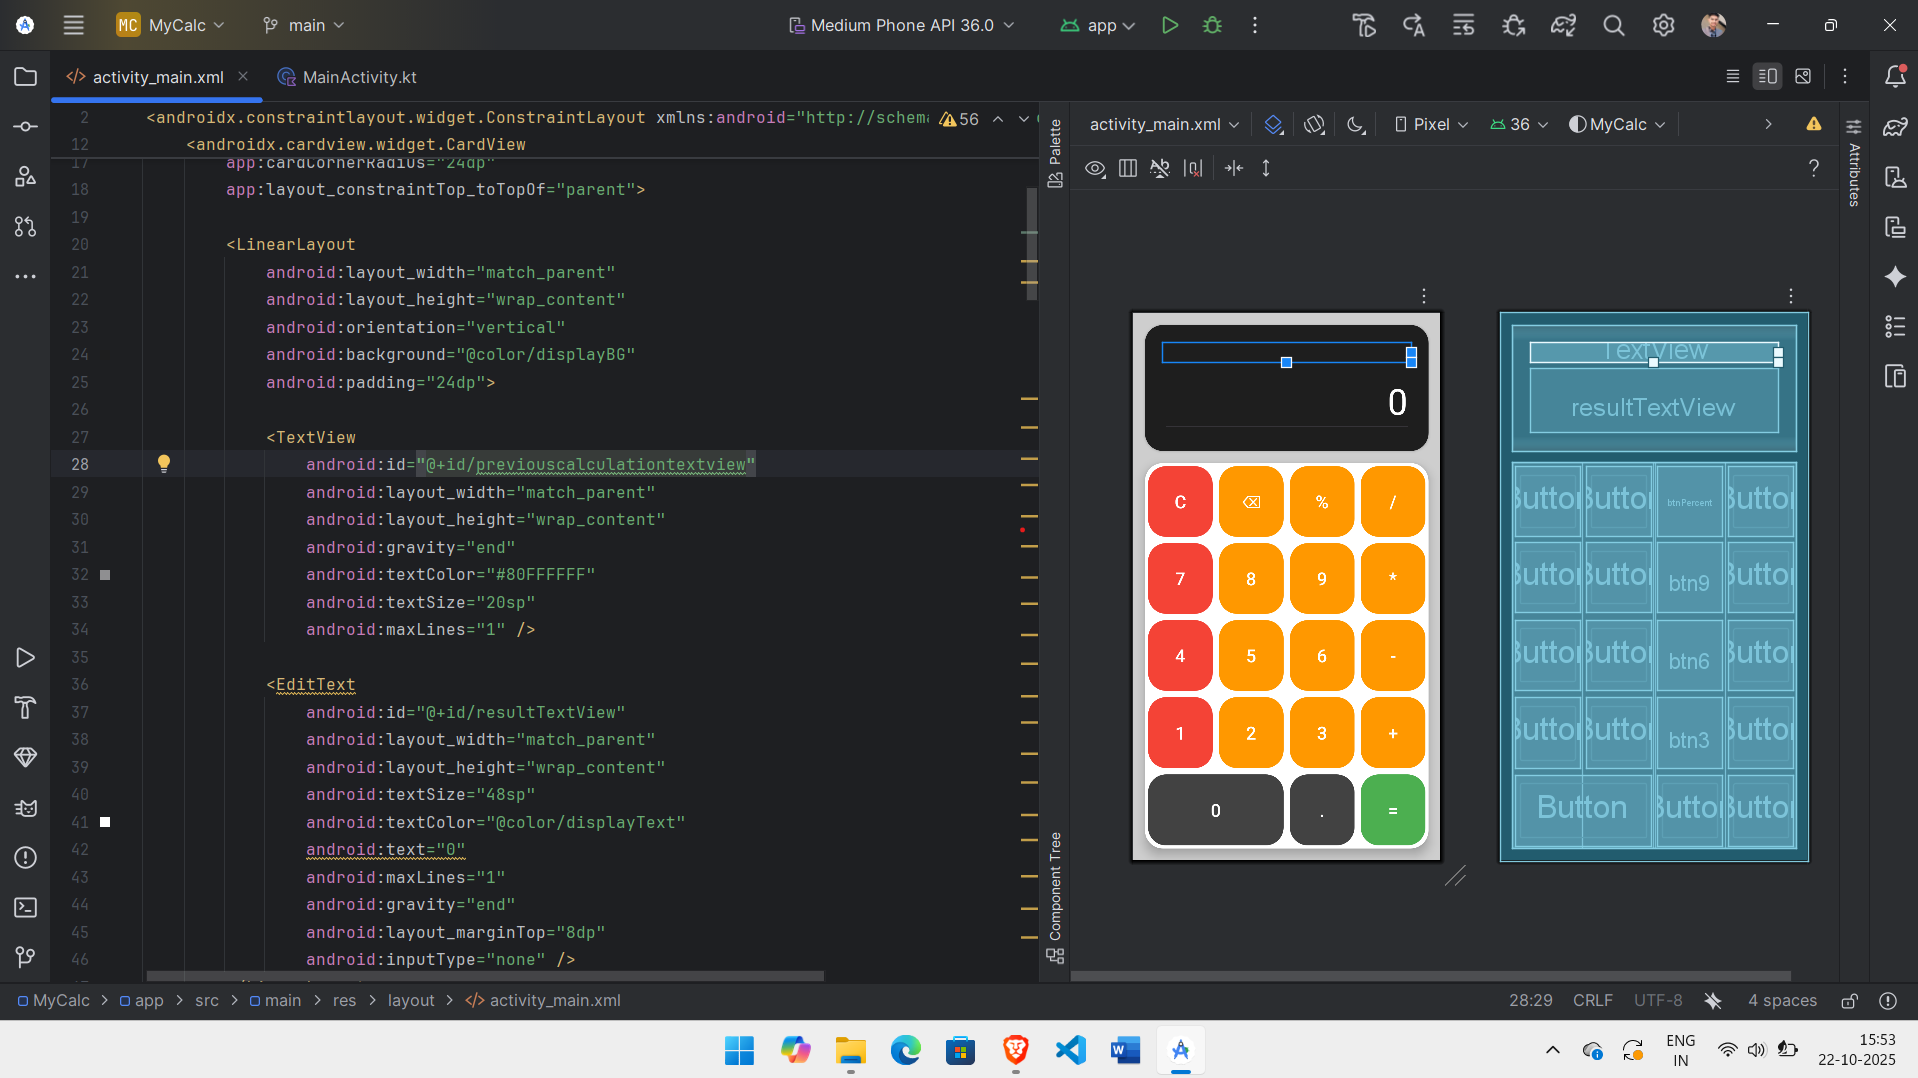 MC MyCalc main Medium Phone API 36.0 app
activity_main.xml MainActivity.kt
2 <androidx.constraintlayout.widget.ConstraintLayout xmlns:android="http://schema 56
12 <androidx.cardview.widget.CardView
17 app:cardCornerRadius="24dp"
18 app:layout_constraintTop_toTopOf="parent">
19
20 <LinearLayout
21 android:layout_width="match_parent"
22 android:layout_height="wrap_content"
23 android:orientation="vertical"
24 android:background="@color/displayBG"
25 android:padding="24dp">
26
27 <TextView
28 android:id="@+id/previouscalculationtextview"
29 android:layout_width="match_parent"
30 android:layout_height="wrap_content"
31 android:gravity="end"
32 android:textColor="#80FFFFFF"
33 android:textSize="20sp"
34 android:maxLines="1" />
35
36 <EditText
37 android:id="@+id/resultTextView"
38 android:layout_width="match_parent"
39 android:layout_height="wrap_content"
40 android:textSize="48sp"
41 android:textColor="@color/displayText"
42 android:text="0"
43 android:maxLines="1"
44 android:gravity="end"
45 android:layout_marginTop="8dp"
46 android:inputType="none" />
Palette
Component Tree
activity_main.xml Pixel 36 MyCalc
?
Attributes
0
C ⌫ % /
7 8 9 *
4 5 6 -
1 2 3 +
0 . =
TextView
resultTextView
Button Button btnPercent Button
Button Button btn9 Button
Button Button btn6 Button
Button Button btn3 Button
Button Button Button
MyCalc > app > src > main > res > layout > activity_main.xml
28:29 CRLF UTF-8 4 spaces
ENG
IN
15:53
22-10-2025